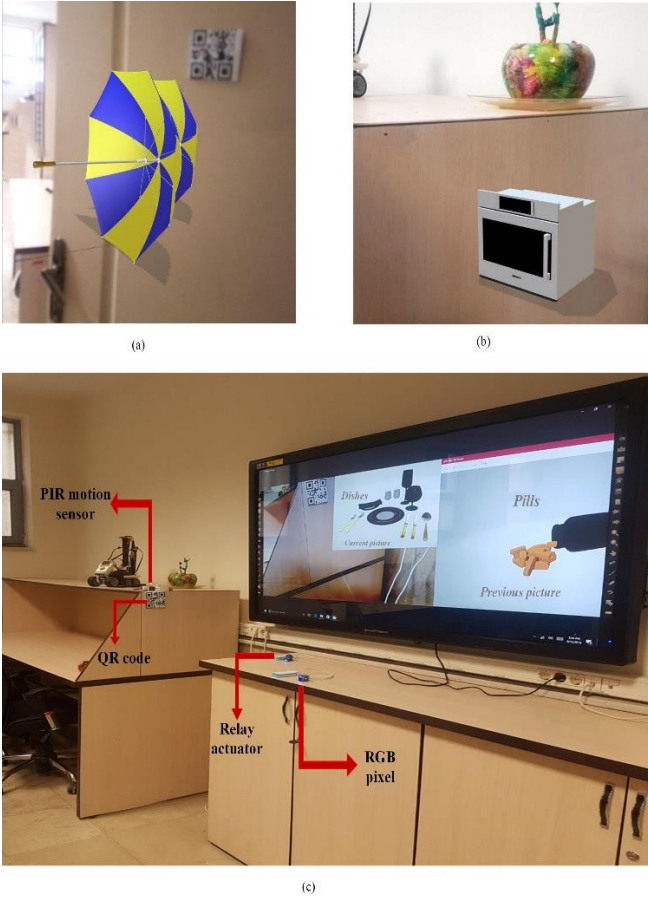 (a)
(b)
PIR motion
sensor
QR code
Relay
actuator
RGB
pixel
Dishes
Current picture
Pills
Previous picture
(c)